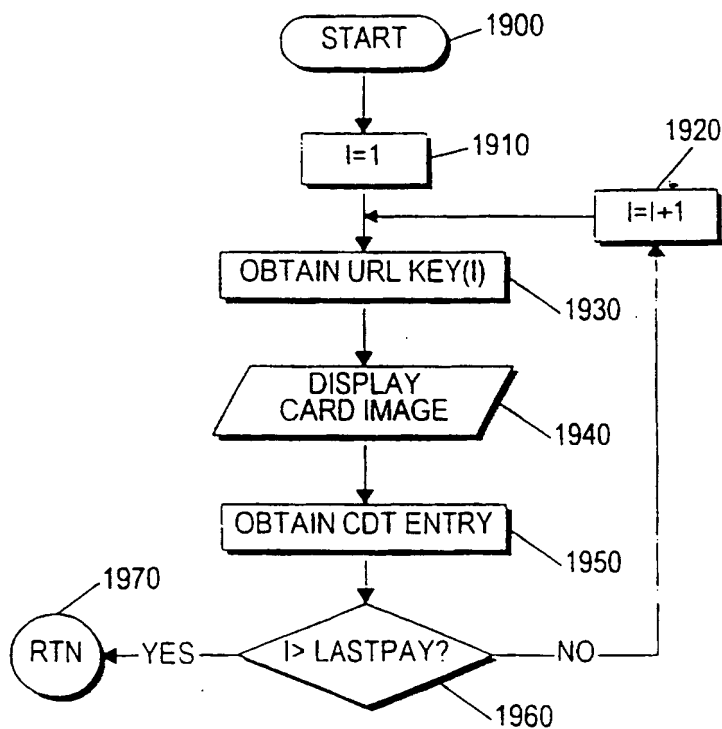 START
1900
I=1
1910
1920
I=I+1
OBTAIN URL KEY(I)
1930
DISPLAY
CARD IMAGE
1940
OBTAIN CDT ENTRY
1950
1970
RTN
YES
I> LASTPAY?
NO
1960